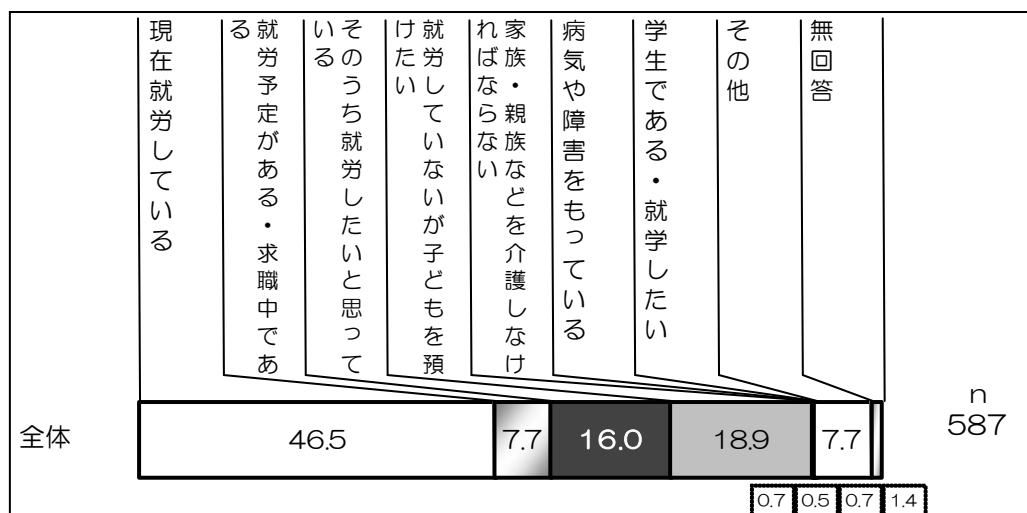 現在就労している
就労予定がある・求職中であ
る
そのうち就労したいと思って
いる
就労していないが子どもを預
けたい
家族・親族などを介護しなけ
ればならない
病気や障害をもっている
学生である・就学したい
その他
無回答
n
587
全体
46.5
7.7
16.0
18.9
7.7
0.7
0.5
0.7
1.4